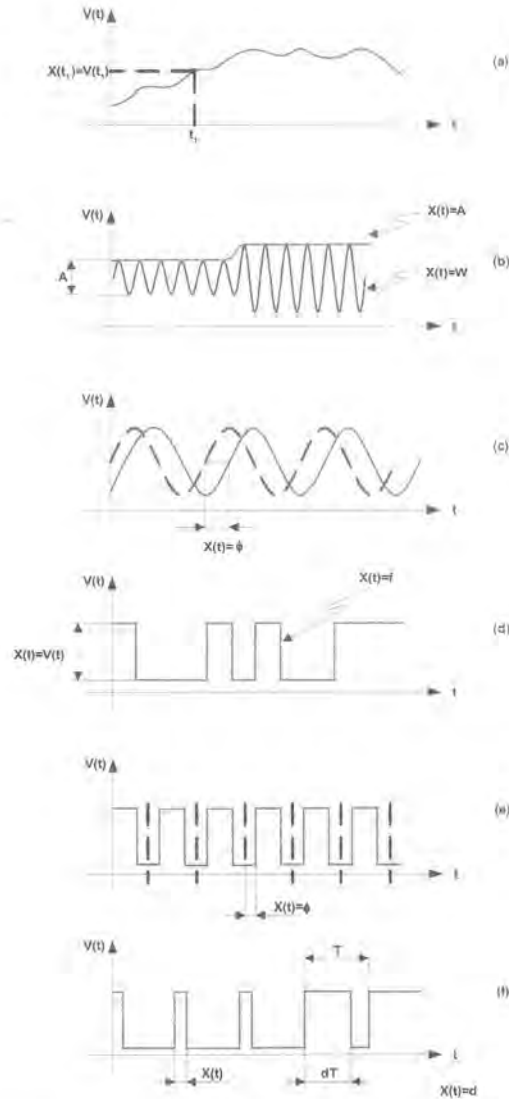 V(t)
X(t₁)=V(t₁)
(a)
t₁
t
V(t)
X(t)=A
A
(b)
X(t)=W
t
V(t)
(c)
t
X(t)=ϕ
V(t)
X(t)=f
(d)
X(t)=V(t)
t
V(t)
(e)
t
X(t)=ϕ
V(t)
T
(f)
t
X(t)
dT
X(t)=d